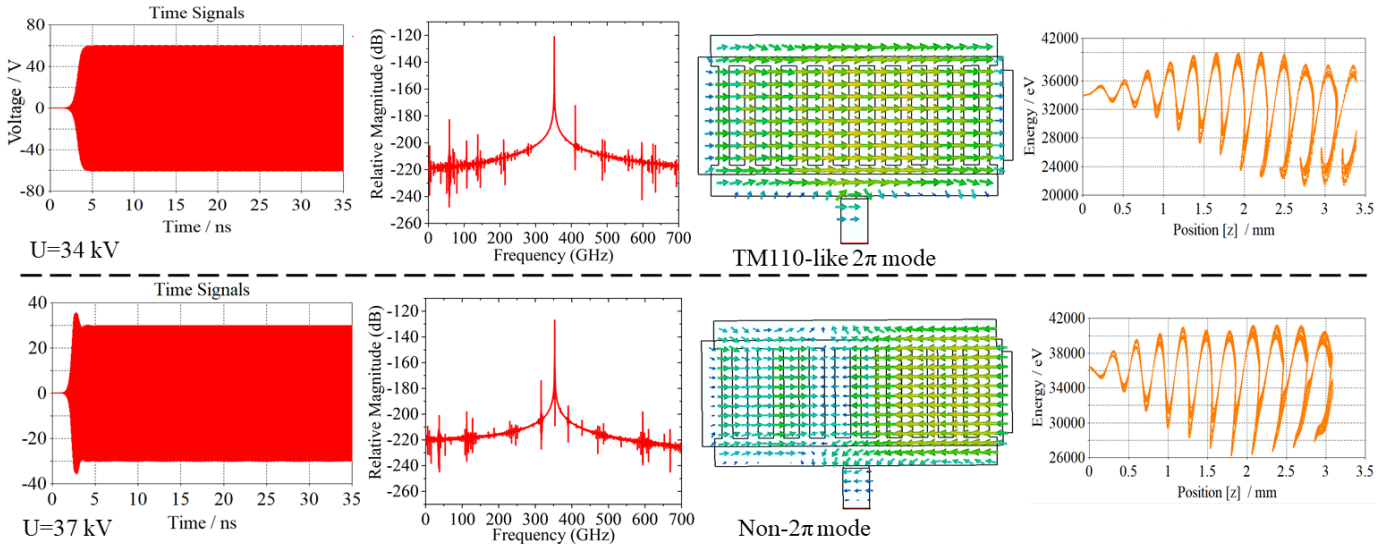 Time Signals
Voltage / V
80
40
0
-40
-80
0 5 10 15 20 25 30 35
Time / ns
U=34 kV
Relative Magnitude (dB)
-120
-140
-160
-180
-200
-220
-240
-260
0 100 200 300 400 500 600 700
Frequency (GHz)
TM110-like 2π mode
Energy / eV
42000
36000
32000
28000
24000
20000
0 0.5 1 1.5 2 2.5 3 3.5
Position [z] / mm
Time Signals
40
20
0
-20
-40
0 5 10 15 20 25 30 35
Time / ns
U=37 kV
Relative Magnitude (dB)
-120
-140
-160
-180
-200
-220
-240
-260
0 100 200 300 400 500 600 700
Frequency (GHz)
Non-2π mode
Energy / eV
42000
38000
34000
30000
26000
0 0.5 1 1.5 2 2.5 3 3.5
Position [z] / mm